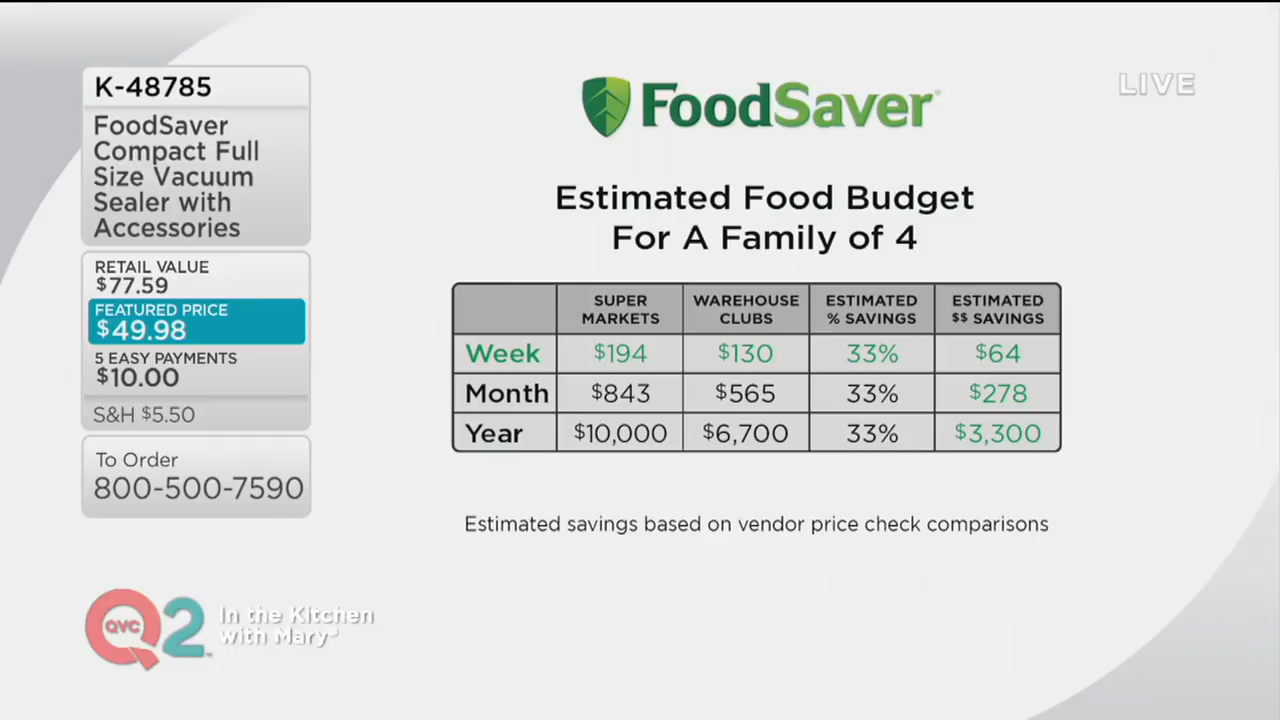 K-48785
FoodSaver
Compact Full
Size Vacuum
Sealer with
Accessories
RETAIL VALUE
$77.59
FEATURED PRICE
$49.98
5 EASY PAYMENTS
$10.00
S&H $5.50
To Order
800-500-7590
QVC 2™
In the Kitchen
with Mary®
LIVE
FoodSaver®
Estimated Food Budget
For A Family of 4
SUPER MARKETS WAREHOUSE CLUBS ESTIMATED % SAVINGS ESTIMATED $$ SAVINGS
Week $194 $130 33% $64
Month $843 $565 33% $278
Year $10,000 $6,700 33% $3,300
Estimated savings based on vendor price check comparisons